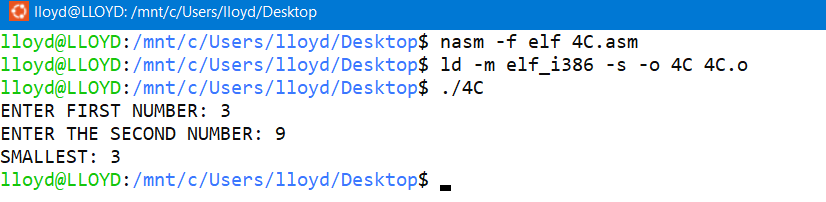 lloyd@LLOYD: /mnt/c/Users/lloyd/Desktop
lloyd@LLOYD:/mnt/c/Users/lloyd/Desktop$ nasm -f elf 4C.asm
lloyd@LLOYD:/mnt/c/Users/lloyd/Desktop$ ld -m elf_i386 -s -o 4C 4C.o
lloyd@LLOYD:/mnt/c/Users/lloyd/Desktop$ ./4C
ENTER FIRST NUMBER: 3
ENTER THE SECOND NUMBER: 9
SMALLEST: 3
lloyd@LLOYD:/mnt/c/Users/lloyd/Desktop$